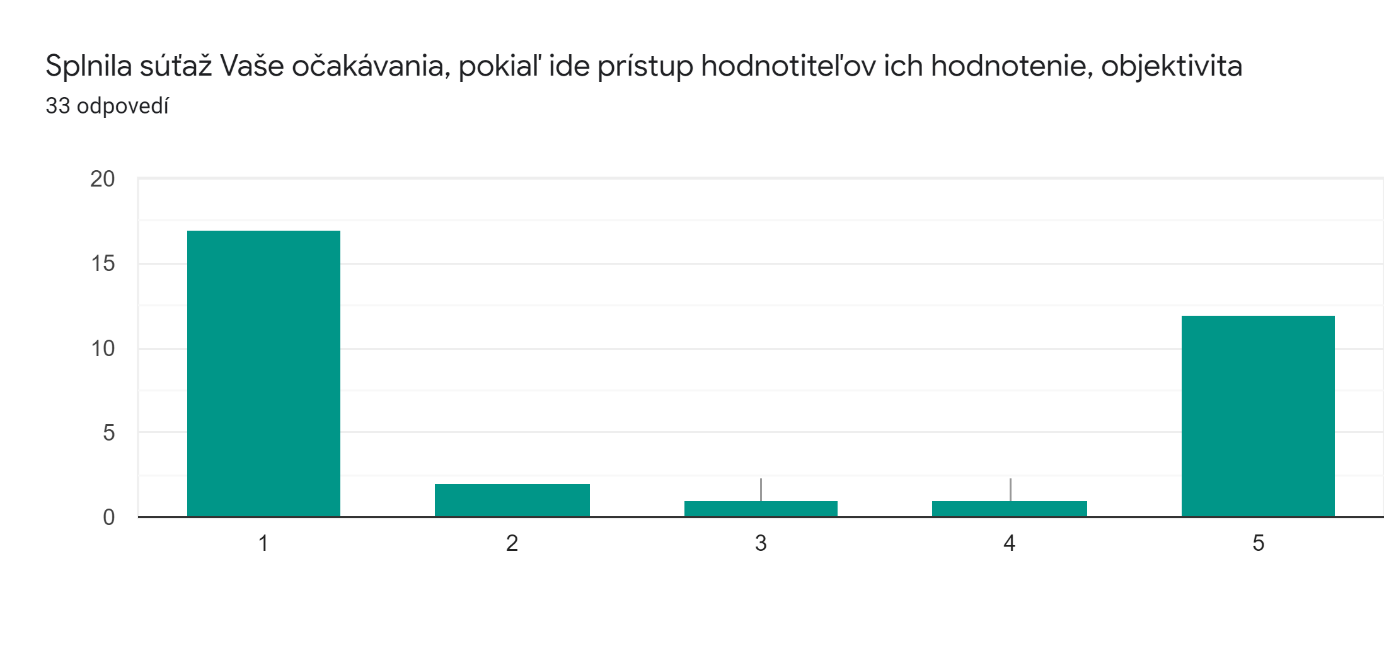 Splnila súťaž Vaše očakávania, pokiaľ ide prístup hodnotiteľov ich hodnotenie, objektivita
33 odpovedí
20
15
10
5
0
1 2 3 4 5